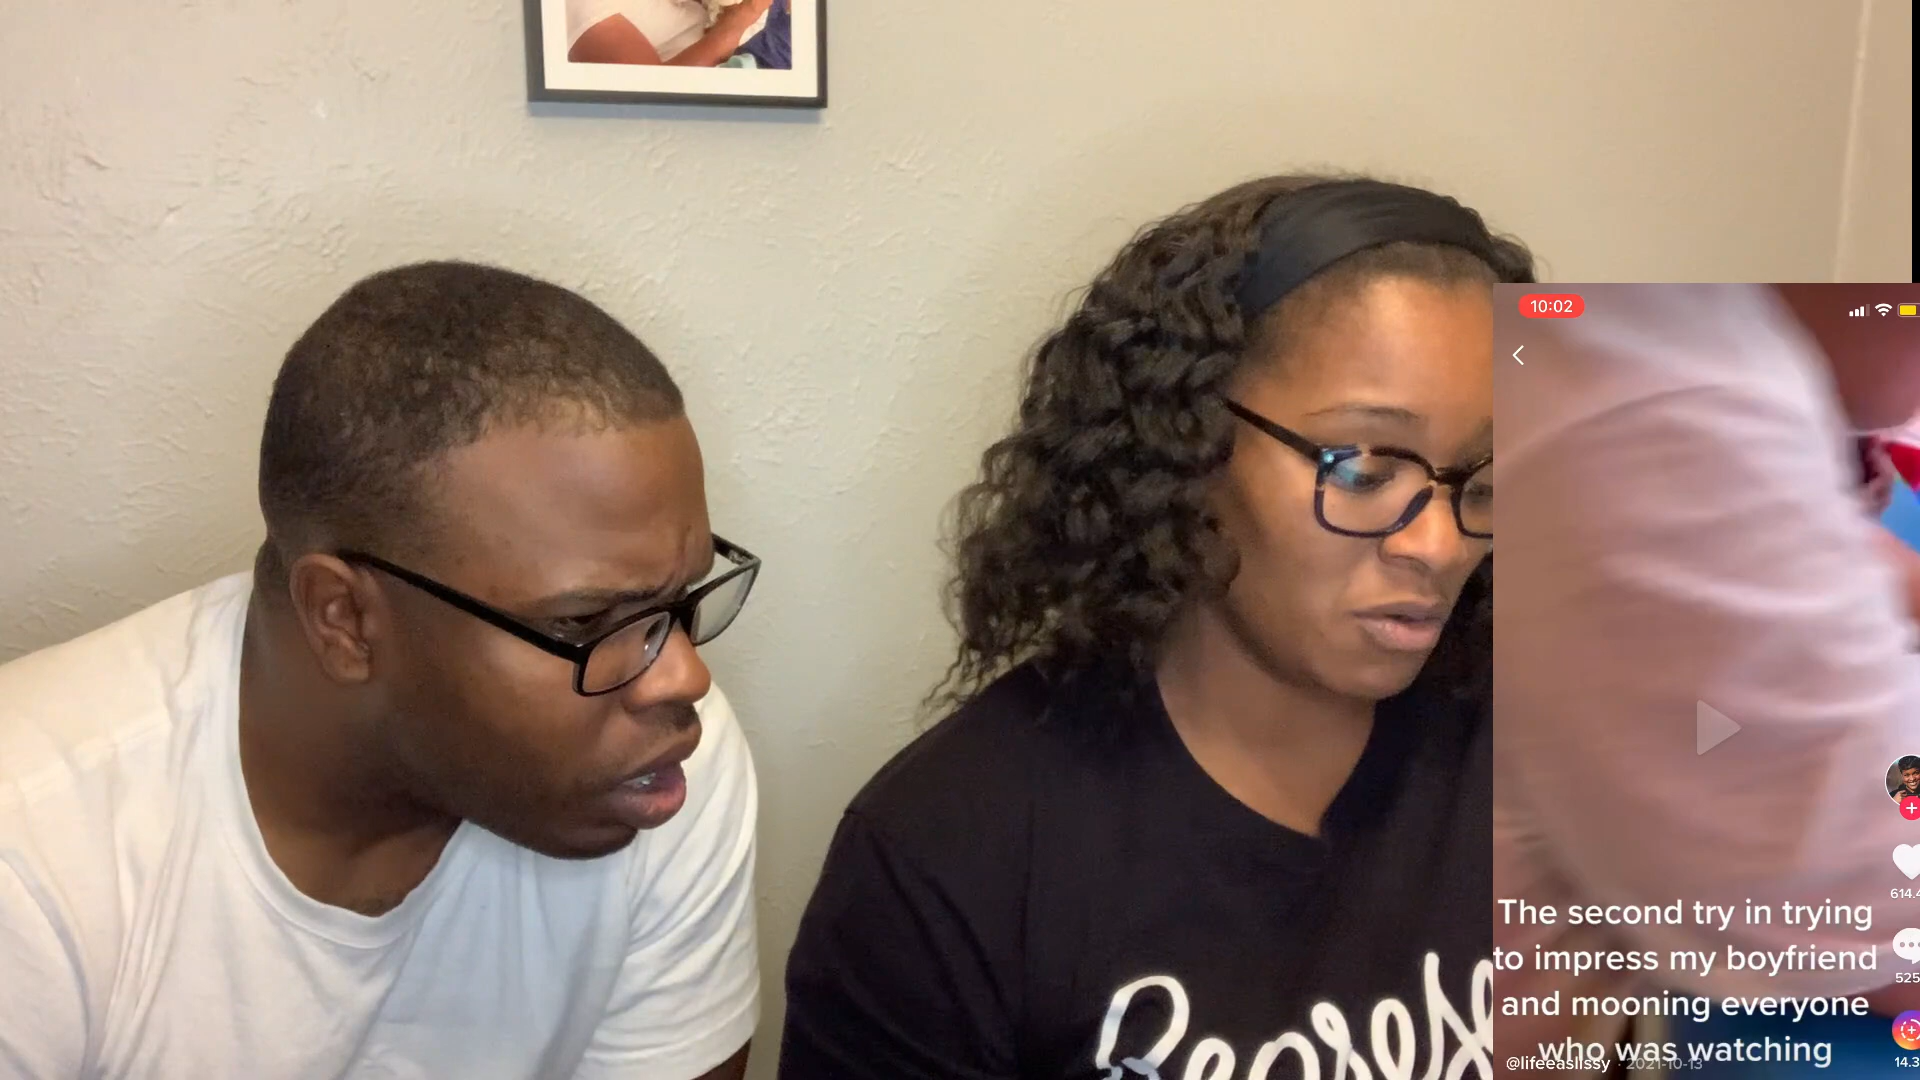 10:02
614.4
The second try in trying
to impress my boyfriend
525
and mooning everyone
who was watching
@lifeeaslissy · 2021-10-13
14.3